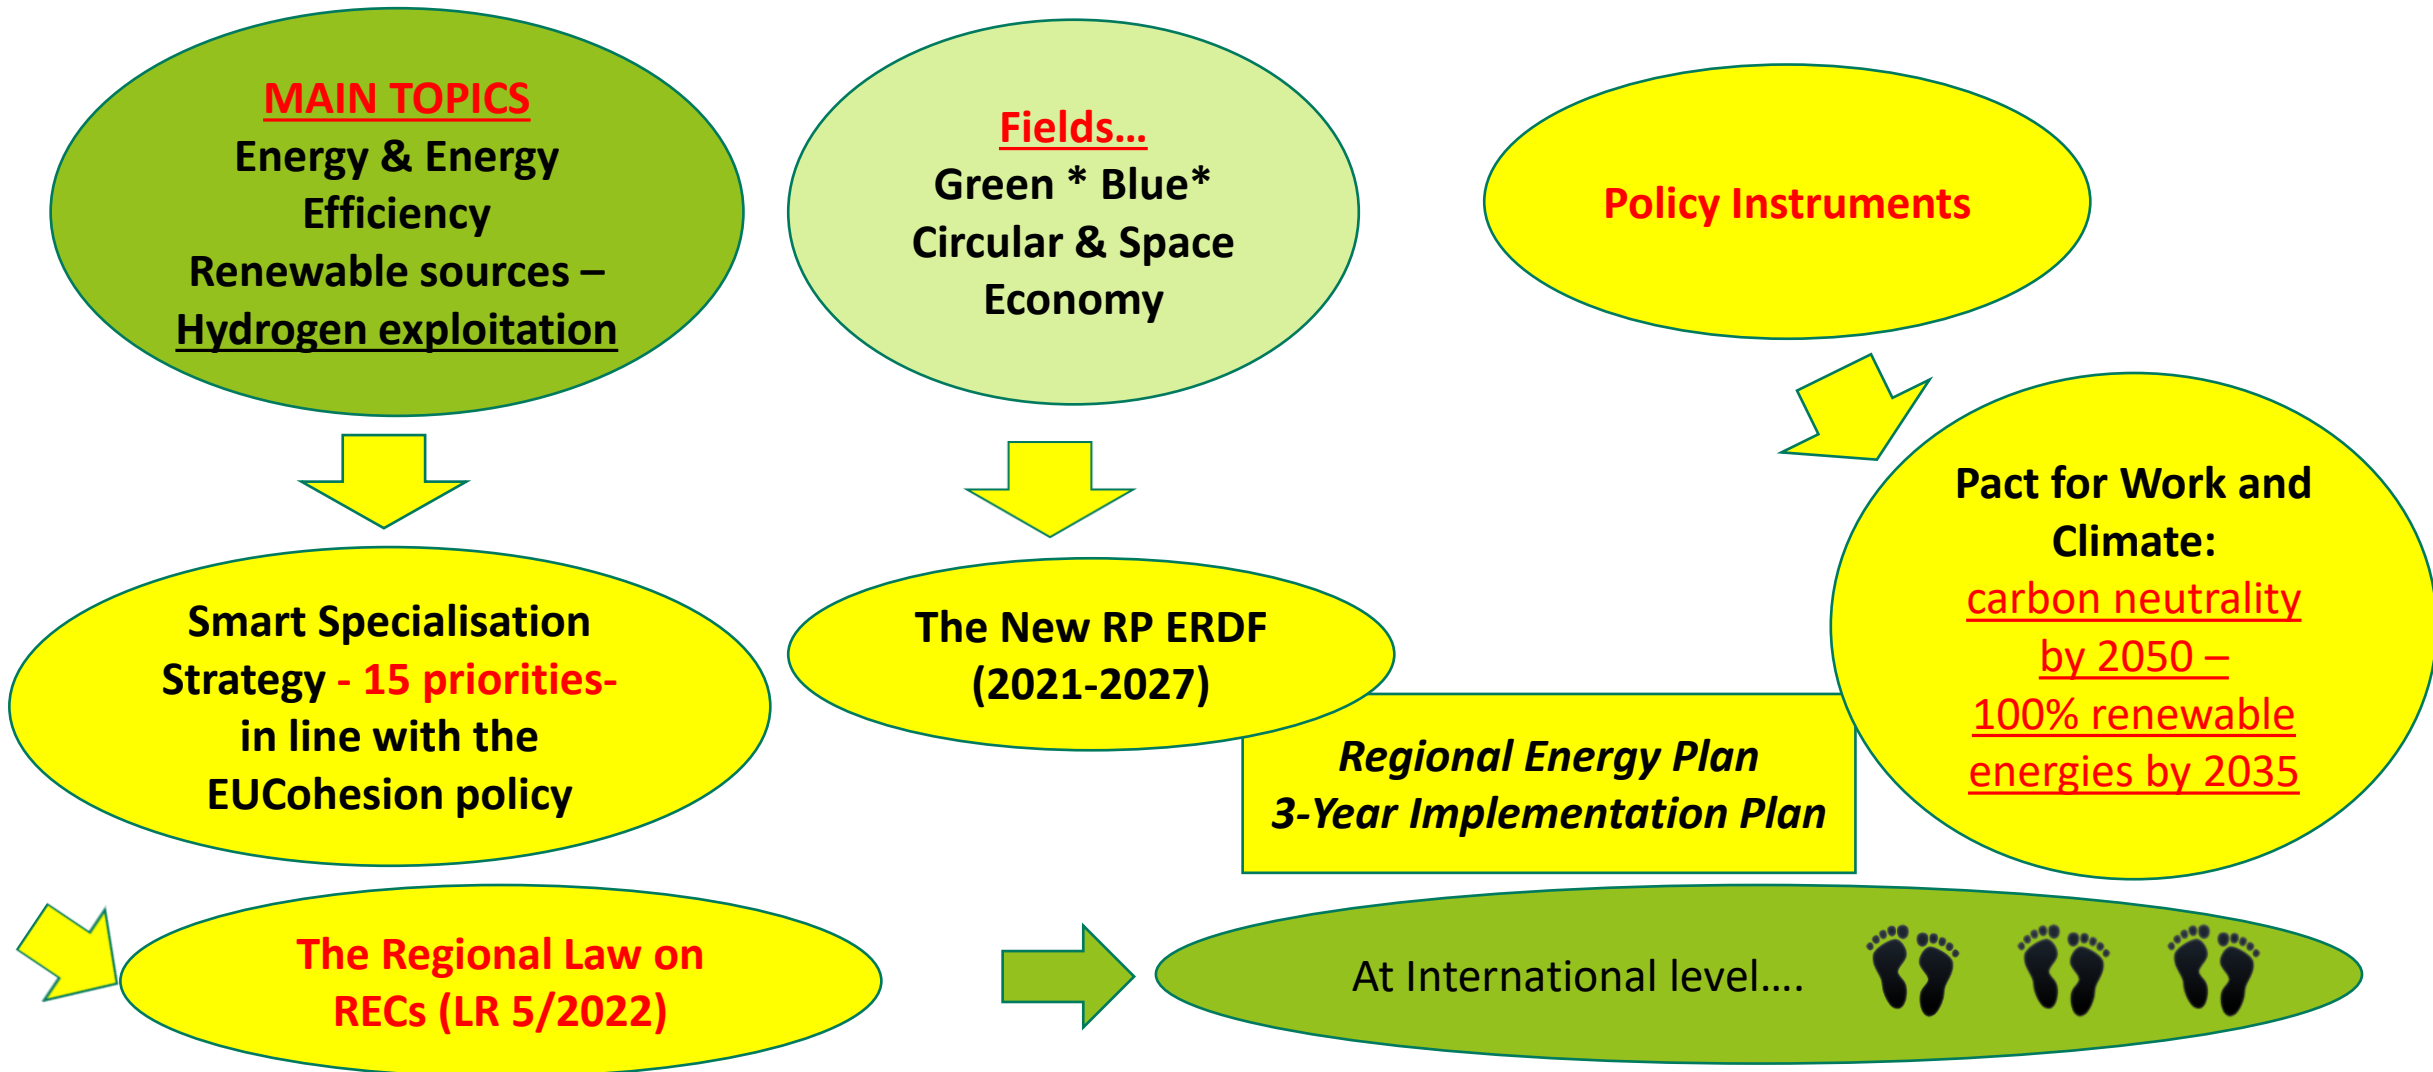 MAIN TOPICS
Energy & Energy
Efficiency
Renewable sources –
Hydrogen exploitation
Fields...
Green * Blue*
Circular & Space
Economy
Policy Instruments
Smart Specialisation
Strategy - 15 priorities-
in line with the
EUCohesion policy
The New RP ERDF
(2021-2027)
Regional Energy Plan
3-Year Implementation Plan
Pact for Work and
Climate:
carbon neutrality
by 2050 –
100% renewable
energies by 2035
The Regional Law on
RECs (LR 5/2022)
At International level....